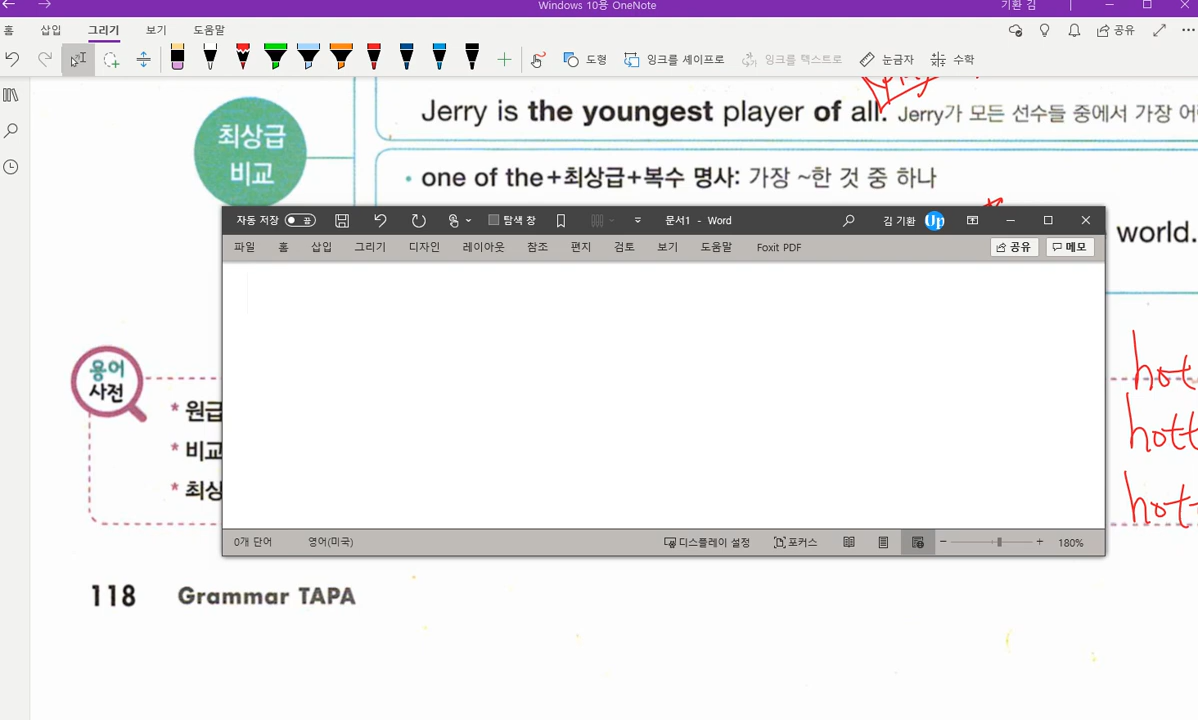 Windows 10용 OneNote
기환 김
홈 삽입 그리기 보기 도움말
공유
도형 잉크를 셰이프로 잉크를 텍스트로 눈금자 수학
Jerry is the youngest player of all. Jerry가 모든 선수들 중에서 가장 어
최상급
비교
• one of the+최상급+복수 명사: 가장 ~한 것 중 하나
world.
자동 저장 끔 탐색 창 문서1 - Word 김 기환
파일 홈 삽입 그리기 디자인 레이아웃 참조 편지 검토 보기 도움말 Foxit PDF 공유 메모
용어
사전
* 원급
* 비교
* 최상
hot
hott
hott
0개 단어 영어(미국) 디스플레이 설정 포커스 180%
118 Grammar TAPA